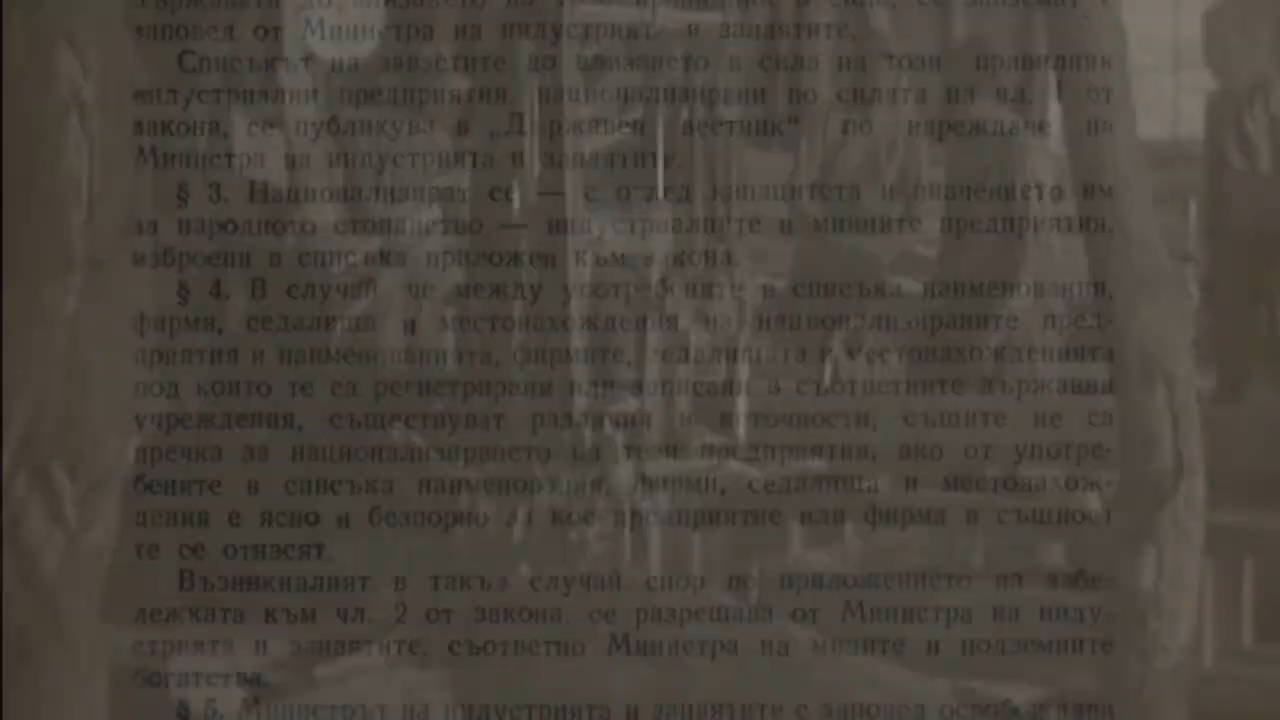 заповед от Министра на индустрията и занаятите.
Списъкът на заветите до влизането в сила на този правилник
индустриални предприятия, национализирани по силата на чл. 1 от
закона, се публикува в „Държавен вестник“ по нареждане на
Министра на индустрията и занаятите.
§ 3. Национализират се — с оглед капацитета и значението им
за народното стопанство — индустриалните и минните предприятия,
изброени в списъка приложен към закона.
§ 4. В случай, че между употребените в списъка наименования,
фирми, седалища и местонахождения на национализираните пред-
приятия и наименованията, фирмите, седалищата и местонахожденията
под които те са регистрирани или записани в съответните държавни
учреждения, съществуват различия и неточности, същите не са
пречка за национализирането на тези предприятия, ако от употре-
бените в списъка наименования, фирми, седалища и местонахож-
дения е ясно и безпорно за кое предприятие или фирма в същност
те се отнасят.
Възникналият в такъв случай спор по приложението на забе-
лежката към чл. 2 от закона, се разрешава от Министра на инду-
стрията и занаятите, съответно Министра на мините и подземните
богатства.
§ 5. Министрът на индустрията и занаятите с заповед